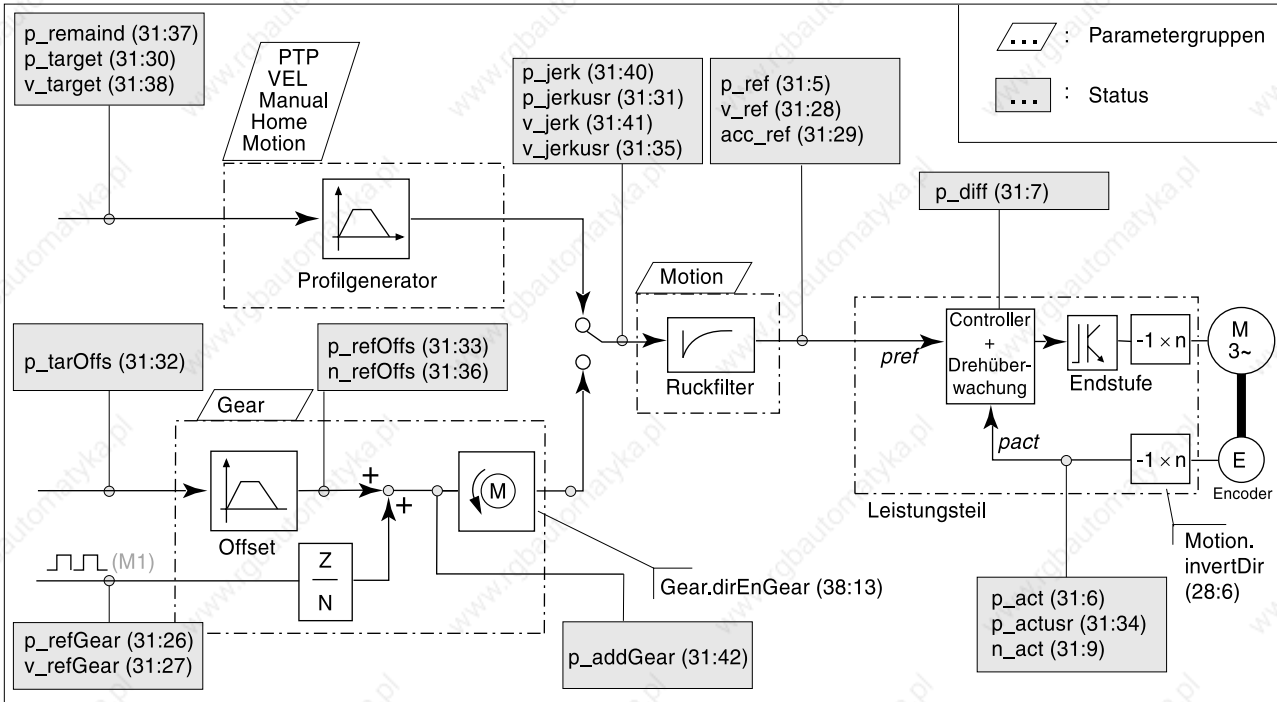 p_remaind (31:37)
p_target (31:30)
v_target (31:38)
PTP
VEL
Manual
Home
Motion
p_jerk (31:40)
p_jerkusr (31:31)
v_jerk (31:41)
v_jerkusr (31:35)
p_ref (31:5)
v_ref (31:28)
acc_ref (31:29)
... : Parametergruppen
... : Status
p_diff (31:7)
Profilgenerator
Motion
Ruckfilter
pref
Controller
+
Drehüber-
wachung
Endstufe
-1 × n
M
3~
p_tarOffs (31:32)
p_refOffs (31:33)
n_refOffs (31:36)
Gear
Offset
+
+
M
pact
-1 × n
E
Encoder
Leistungsteil
(M1)
Z
N
Gear.dirEnGear (38:13)
Motion.
invertDir
(28:6)
p_refGear (31:26)
v_refGear (31:27)
p_addGear (31:42)
p_act (31:6)
p_actusr (31:34)
n_act (31:9)
www.rgbautomatyka.pl